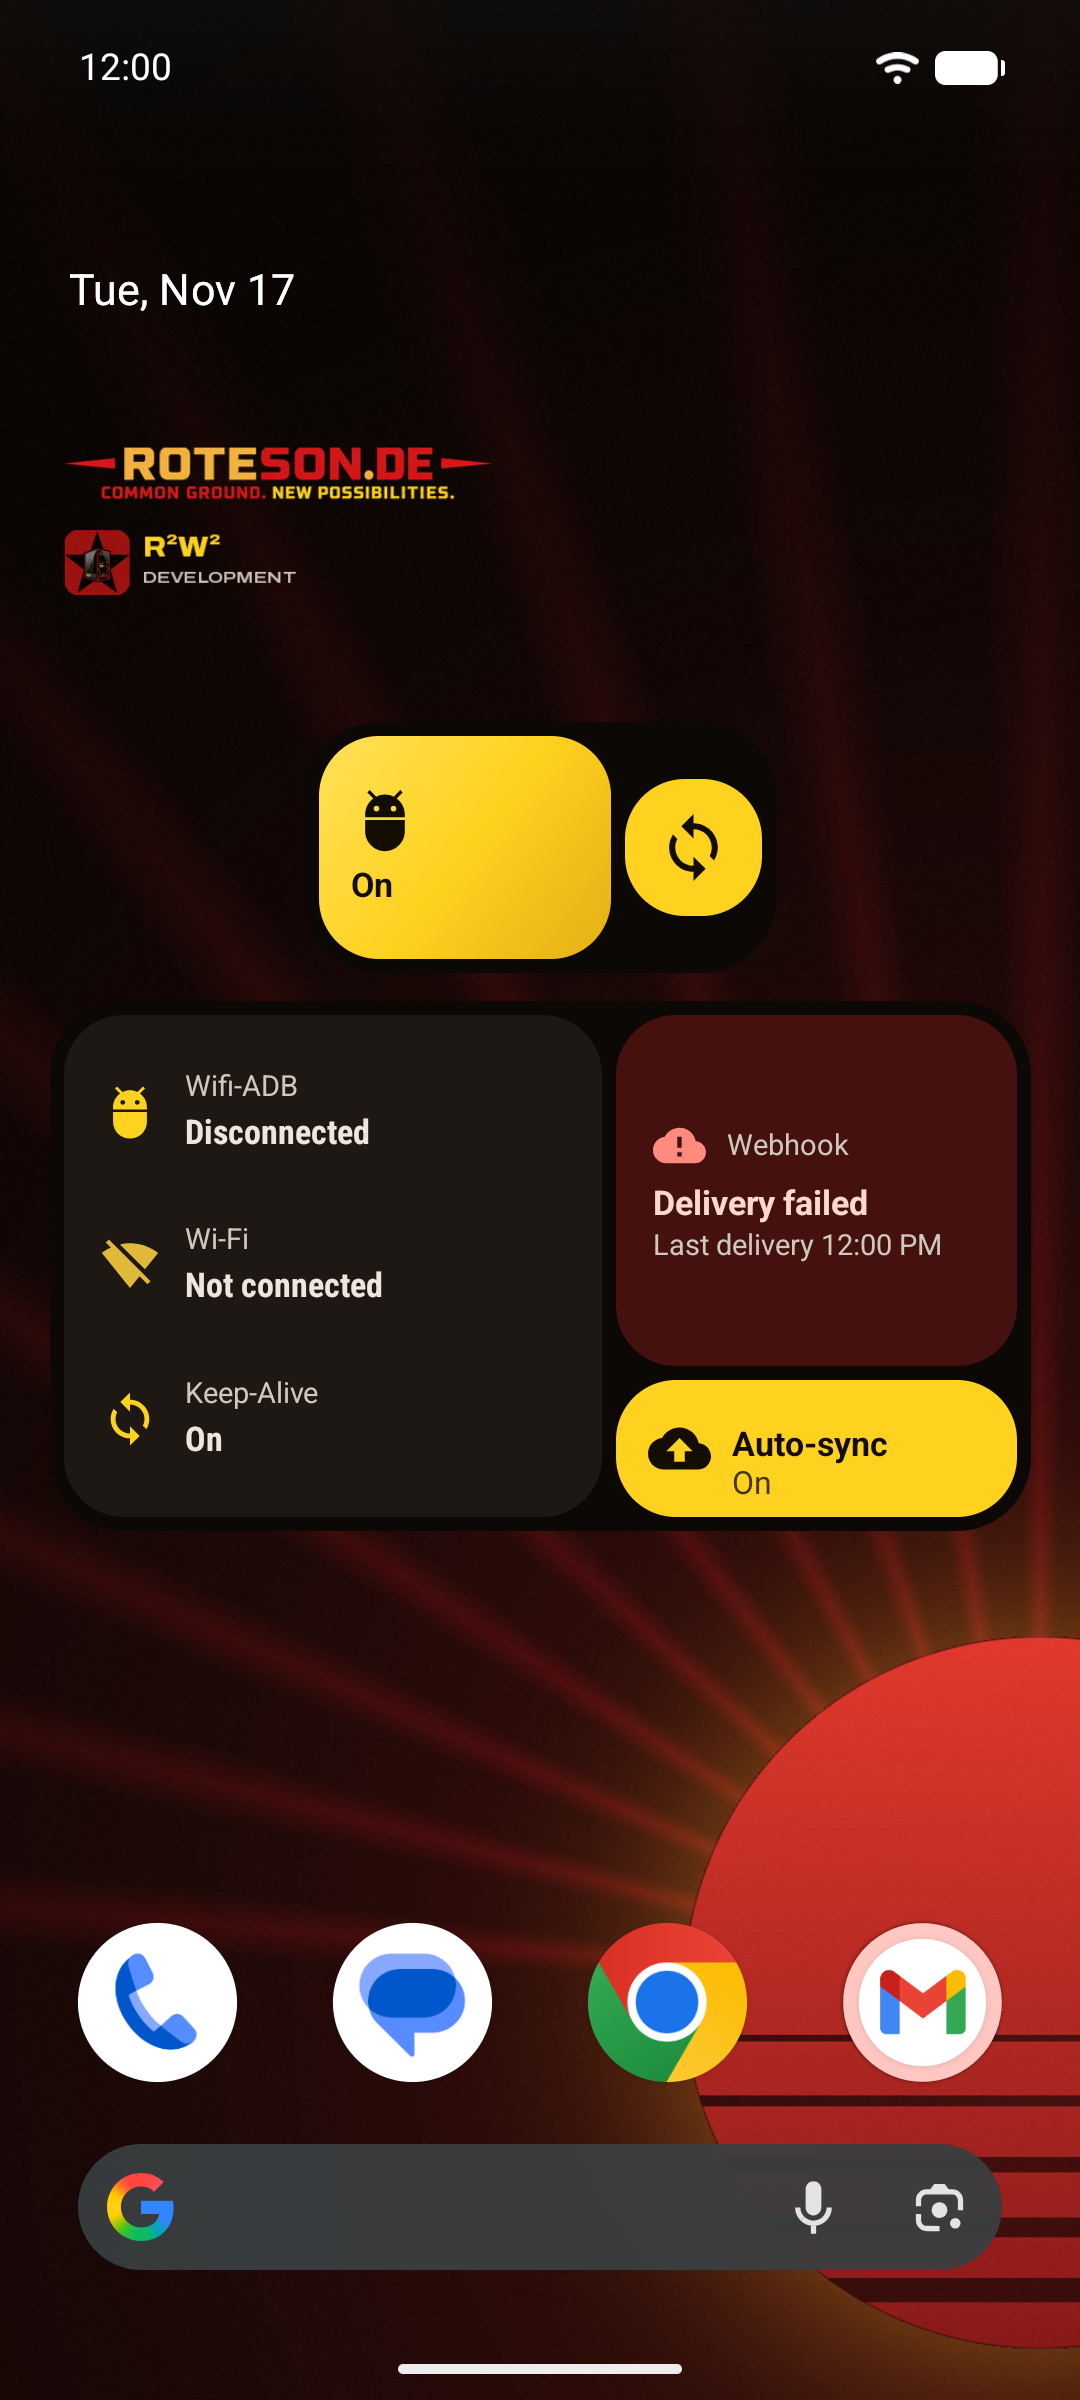 12:00
Tue, Nov 17
ROTESON.DE
COMMON GROUND. NEW POSSIBILITIES.
R²W²
DEVELOPMENT
On
Wifi-ADB
Disconnected
Wi-Fi
Not connected
Keep-Alive
On
Webhook
Delivery failed
Last delivery 12:00 PM
Auto-sync
On